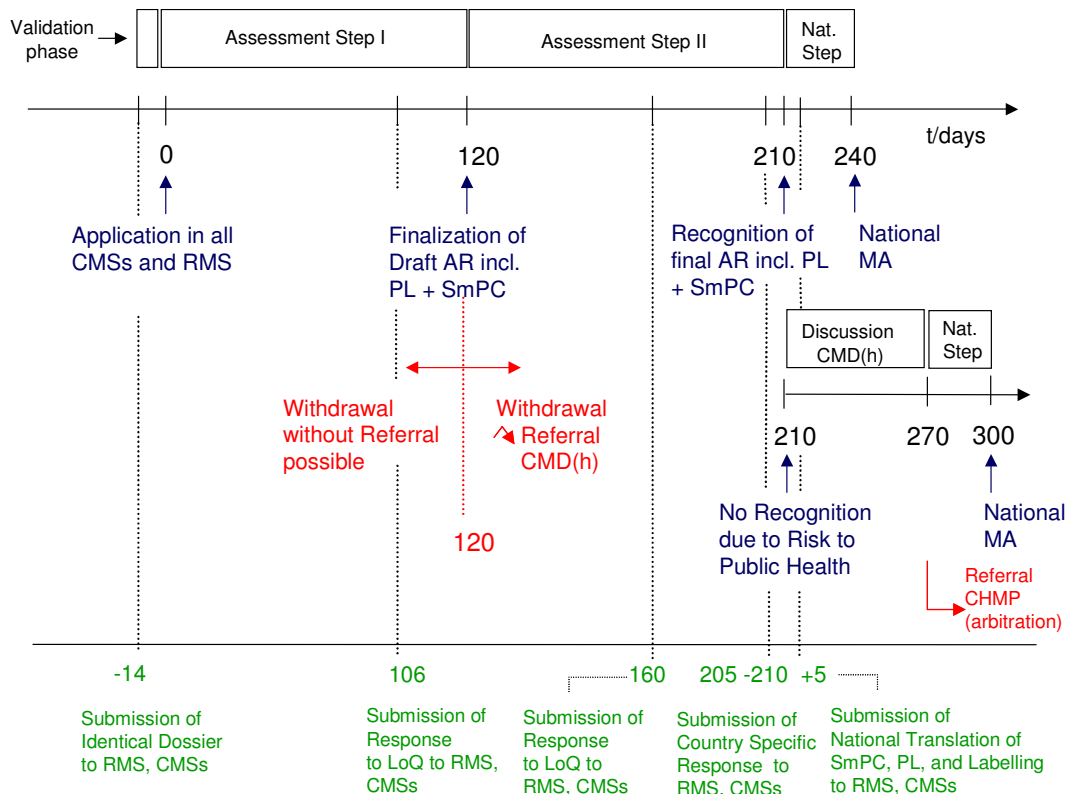 Validation
phase
Assessment Step I
Assessment Step II
Nat.
Step
t/days
0
120
210
240
Application in all
CMSs and RMS
Finalization of
Draft AR incl.
PL + SmPC
Recognition of
final AR incl. PL
+ SmPC
National
MA
Discussion
CMD(h)
Nat.
Step
Withdrawal
without Referral
possible
Withdrawal
Referral
CMD(h)
120
210
270
300
No Recognition
due to Risk to
Public Health
National
MA
Referral
CHMP
(arbitration)
-14
106
160
205 -210
+5
Submission of
Identical Dossier
to RMS, CMSs
Submission of
Response
to LoQ to RMS,
CMSs
Submission of
Response
to LoQ to
RMS, CMSs
Submission of
Country Specific
Response to
RMS, CMSs
Submission of
National Translation of
SmPC, PL, and Labelling
to RMS, CMSs